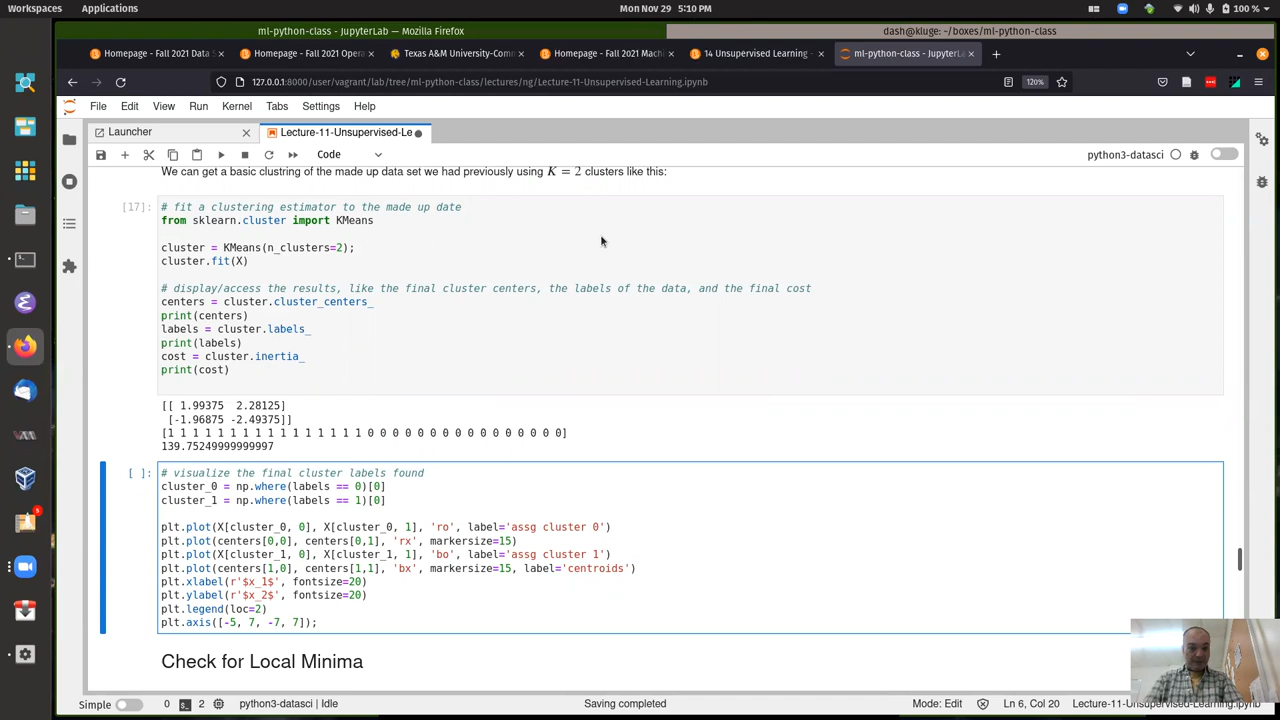 Workspaces Applications Mon Nov 29 5:10 PM 100 %
ml-python-class - JupyterLab — Mozilla Firefox dash@kluge: ~/boxes/ml-python-class
Homepage - Fall 2021 Data S Homepage - Fall 2021 Opera Texas A&M University-Com Homepage - Fall 2021 Machi 14 Unsupervised Learning - ml-python-class - JupyterLa
127.0.0.1:8000/user/vagrant/lab/tree/ml-python-class/lectures/ng/Lecture-11-Unsupervised-Learning.ipynb 120%
File Edit View Run Kernel Tabs Settings Help
Launcher Lecture-11-Unsupervised-Le
Code python3-datasci
We can get a basic clustring of the made up data set we had previously using K = 2 clusters like this:
[17]: # fit a clustering estimator to the made up date
from sklearn.cluster import KMeans
cluster = KMeans(n_clusters=2);
cluster.fit(X)
# display/access the results, like the final cluster centers, the labels of the data, and the final cost
centers = cluster.cluster_centers_
print(centers)
labels = cluster.labels_
print(labels)
cost = cluster.inertia_
print(cost)
[[ 1.99375 2.28125]
[-1.96875 -2.49375]]
[1 1 1 1 1 1 1 1 1 1 1 1 1 1 1 1 0 0 0 0 0 0 0 0 0 0 0 0 0 0 0 0]
139.75249999999997
[ ]: # visualize the final cluster labels found
cluster_0 = np.where(labels == 0)[0]
cluster_1 = np.where(labels == 1)[0]
plt.plot(X[cluster_0, 0], X[cluster_0, 1], 'ro', label='assg cluster 0')
plt.plot(centers[0,0], centers[0,1], 'rx', markersize=15)
plt.plot(X[cluster_1, 0], X[cluster_1, 1], 'bo', label='assg cluster 1')
plt.plot(centers[1,0], centers[1,1], 'bx', markersize=15, label='centroids')
plt.xlabel(r'$x_1$', fontsize=20)
plt.ylabel(r'$x_2$', fontsize=20)
plt.legend(loc=2)
plt.axis([-5, 7, -7, 7]);
Check for Local Minima
Simple 0 2 python3-datasci | Idle Saving completed Mode: Edit Ln 6, Col 20 Lecture-11-Unsupervised-Learning.ipynb